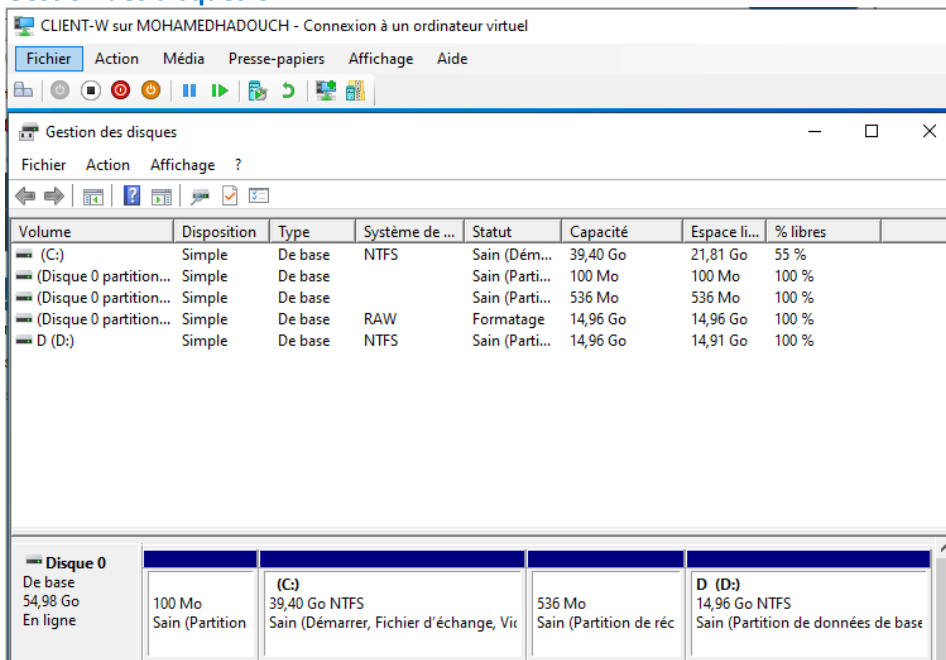 CLIENT-W sur MOHAMEDHADOUCH - Connexion à un ordinateur virtuel
Fichier Action Média Presse-papiers Affichage Aide
Gestion des disques
Fichier Action Affichage ?
Volume Disposition Type Système de ... Statut Capacité Espace li... % libres
(C:) Simple De base NTFS Sain (Dém... 39,40 Go 21,81 Go 55 %
(Disque 0 partition... Simple De base Sain (Parti... 100 Mo 100 Mo 100 %
(Disque 0 partition... Simple De base Sain (Parti... 536 Mo 536 Mo 100 %
(Disque 0 partition... Simple De base RAW Formatage 14,96 Go 14,96 Go 100 %
D (D:) Simple De base NTFS Sain (Parti... 14,96 Go 14,91 Go 100 %
Disque 0
De base
54,98 Go
En ligne
100 Mo
Sain (Partition
(C:)
39,40 Go NTFS
Sain (Démarrer, Fichier d'échange, Vic
536 Mo
Sain (Partition de réc
D (D:)
14,96 Go NTFS
Sain (Partition de données de base